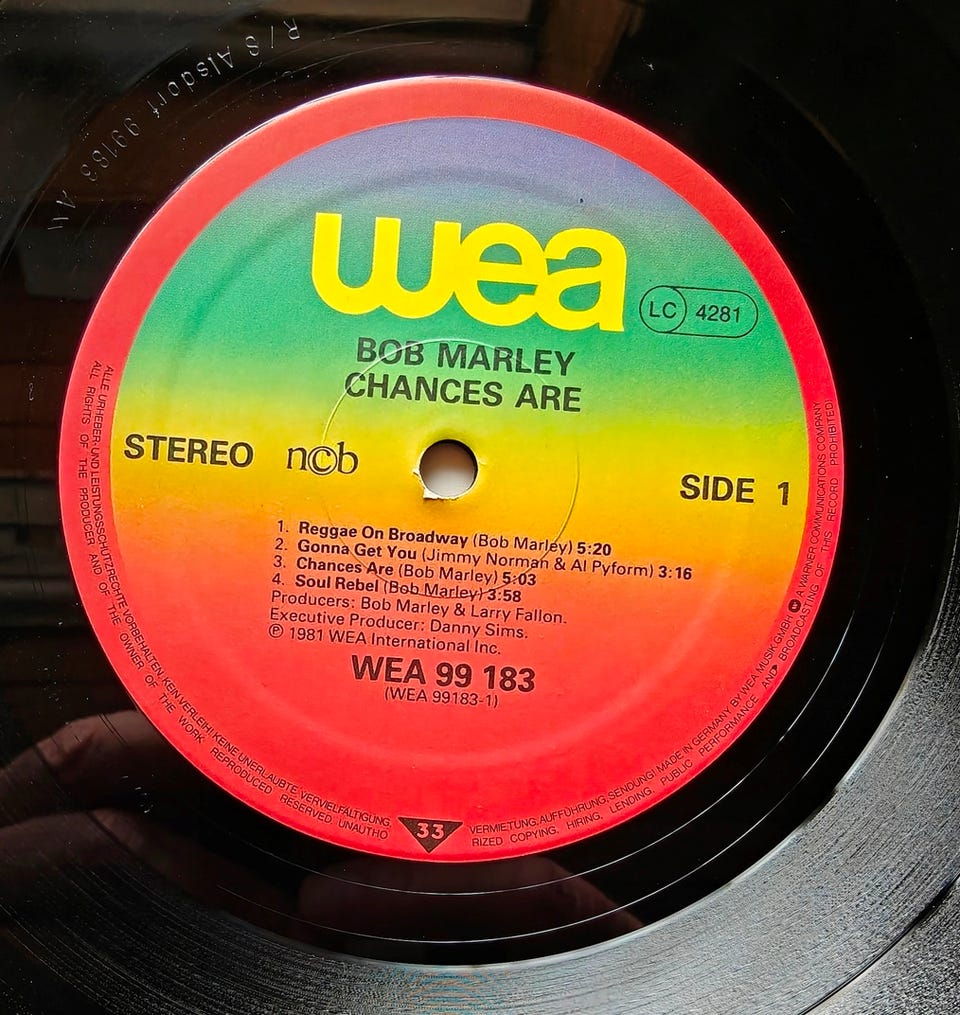 R/S Alsdorf 99183 A
wea
LC 4281
BOB MARLEY
CHANCES ARE
STEREO n©b
SIDE 1
1. Reggae On Broadway (Bob Marley) 5:20
2. Gonna Get You (Jimmy Norman & Al Pyform) 3:16
3. Chances Are (Bob Marley) 5:03
4. Soul Rebel (Bob Marley) 3:58
Producers: Bob Marley & Larry Fallon.
Executive Producer: Danny Sims.
℗ 1981 WEA International Inc.
WEA 99 183
(WEA 99183-1)
33
ALLE URHEBER- UND LEISTUNGSSCHUTZRECHTE VORBEHALTEN. KEIN VERLEIH! KEINE UNERLAUBTE VERVIELFÄLTIGUNG, VERMIETUNG, AUFFÜHRUNG, SENDUNG! MADE IN GERMANY BY WEA MUSIK GMBH A WARNER COMMUNICATIONS COMPANY
ALL RIGHTS OF THE PRODUCER AND OF THE OWNER OF THE WORK REPRODUCED RESERVED. UNAUTHORIZED COPYING, HIRING, LENDING, PUBLIC PERFORMANCE AND BROADCASTING OF THIS RECORD PROHIBITED)